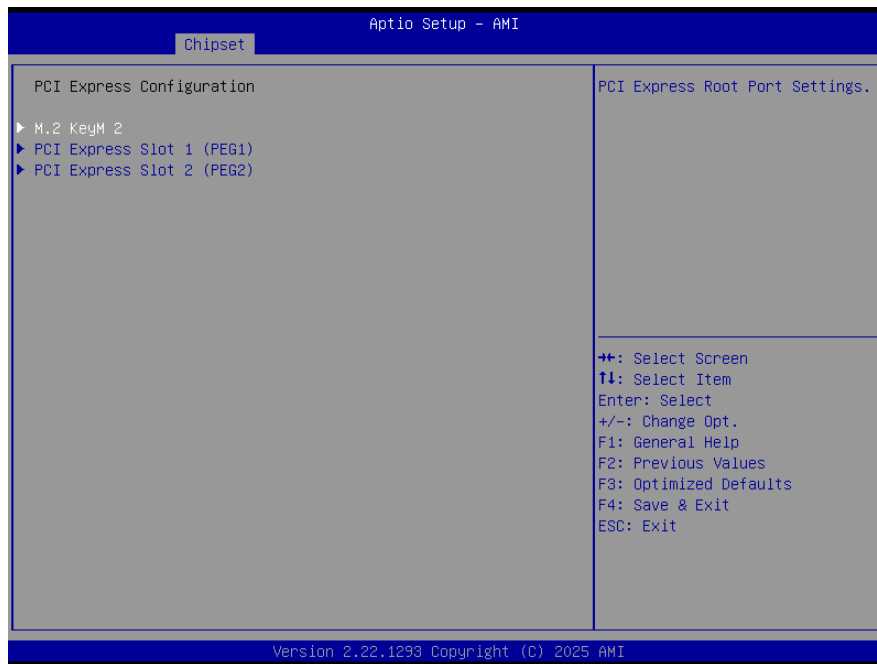 Aptio Setup – AMI
Chipset
PCI Express Configuration
▶ M.2 KeyM 2
▶ PCI Express Slot 1 (PEG1)
▶ PCI Express Slot 2 (PEG2)
PCI Express Root Port Settings.
→←: Select Screen
↑↓: Select Item
Enter: Select
+/-: Change Opt.
F1: General Help
F2: Previous Values
F3: Optimized Defaults
F4: Save & Exit
ESC: Exit
Version 2.22.1293 Copyright (C) 2025 AMI